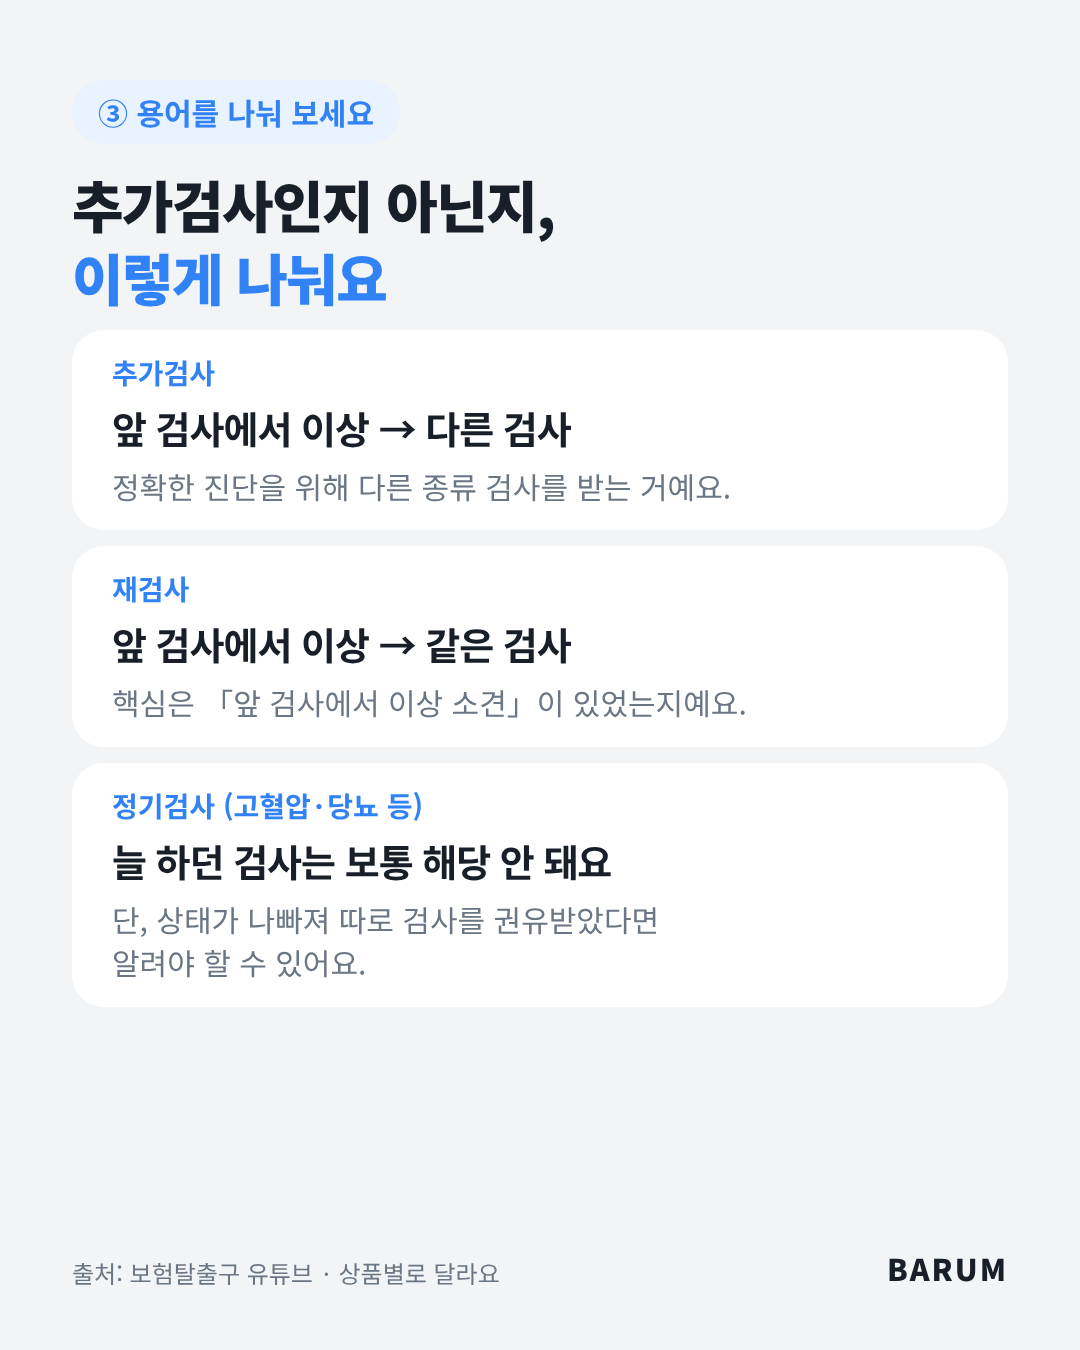 ③ 용어를 나눠 보세요
추가검사인지 아닌지,
이렇게 나눠요
추가검사
앞 검사에서 이상 → 다른 검사
정확한 진단을 위해 다른 종류 검사를 받는 거예요.
재검사
앞 검사에서 이상 → 같은 검사
핵심은 「앞 검사에서 이상 소견」이 있었는지예요.
정기검사 (고혈압·당뇨 등)
늘 하던 검사는 보통 해당 안 돼요
단, 상태가 나빠져 따로 검사를 권유받았다면
알려야 할 수 있어요.
출처: 보험탈출구 유튜브 · 상품별로 달라요
BARUM